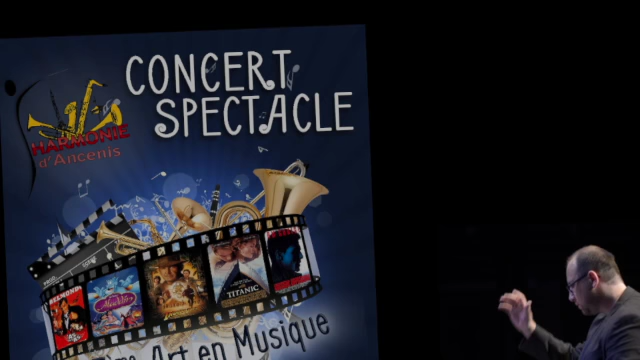 CONCERT
SPECTACLE
HARMONIE
d'Ancenis
TITANIC
Art en Musique